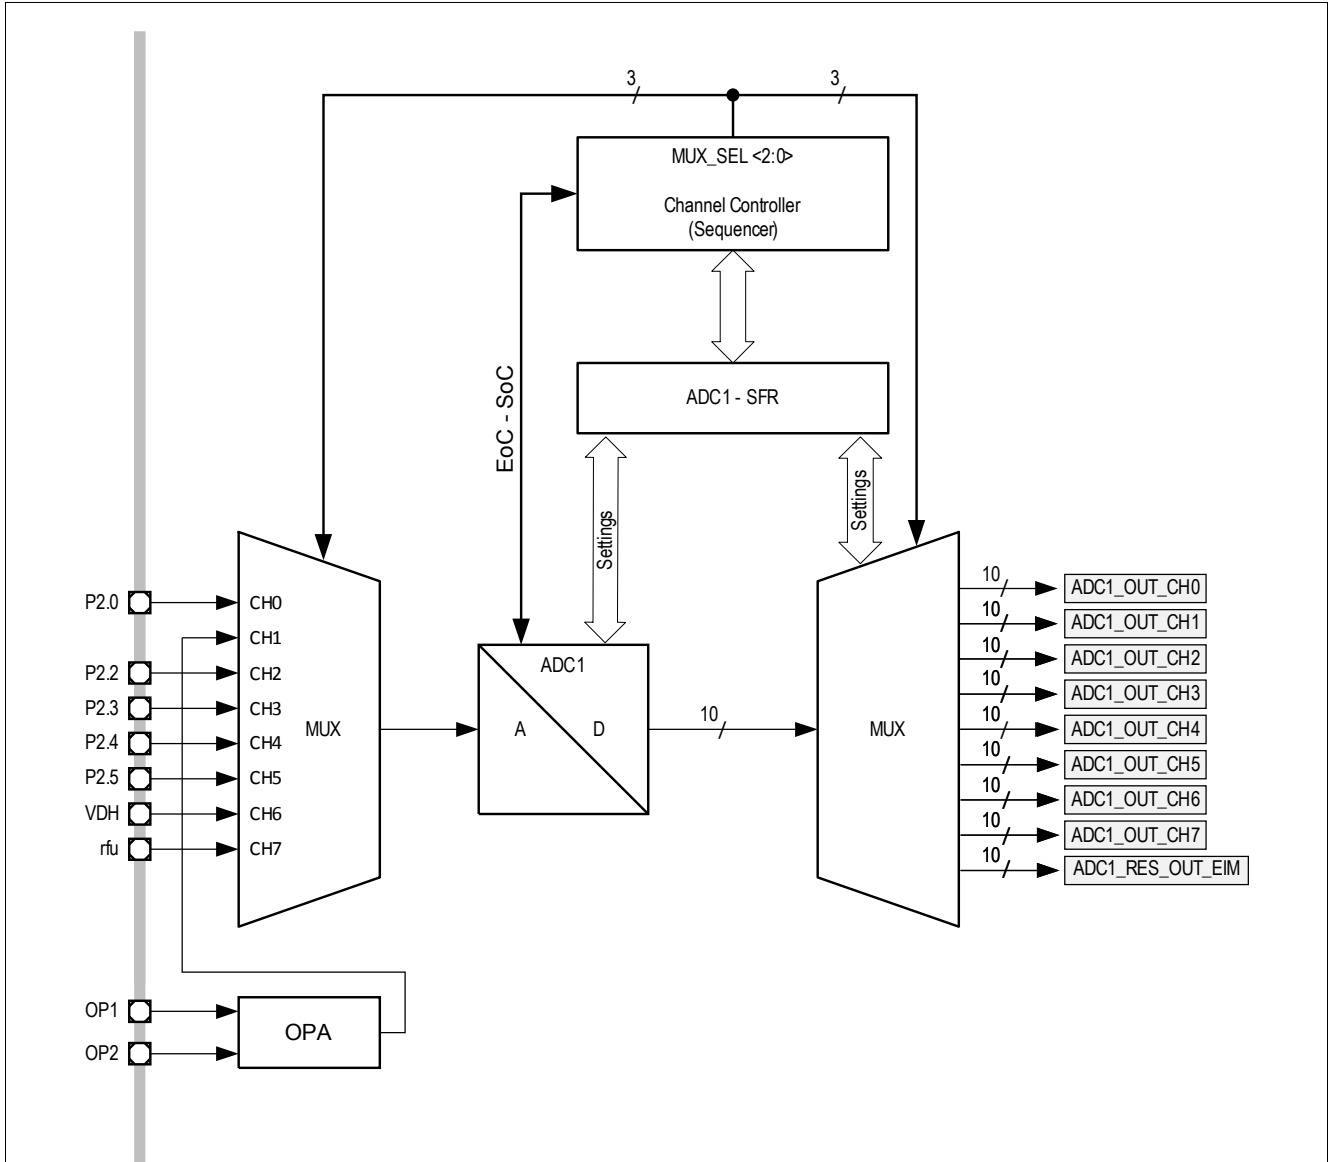 3
3
MUX_SEL <2:0>
Channel Controller
(Sequencer)
EoC - SoC
ADC1 - SFR
Settings
Settings
P2.0
P2.2
P2.3
P2.4
P2.5
VDH
rfu
CH0
CH1
CH2
CH3
CH4
CH5
CH6
CH7
MUX
ADC1
A
D
10
MUX
10
ADC1_OUT_CH0
10
ADC1_OUT_CH1
10
ADC1_OUT_CH2
10
ADC1_OUT_CH3
10
ADC1_OUT_CH4
10
ADC1_OUT_CH5
10
ADC1_OUT_CH6
10
ADC1_OUT_CH7
10
ADC1_RES_OUT_EIM
OP1
OP2
OPA